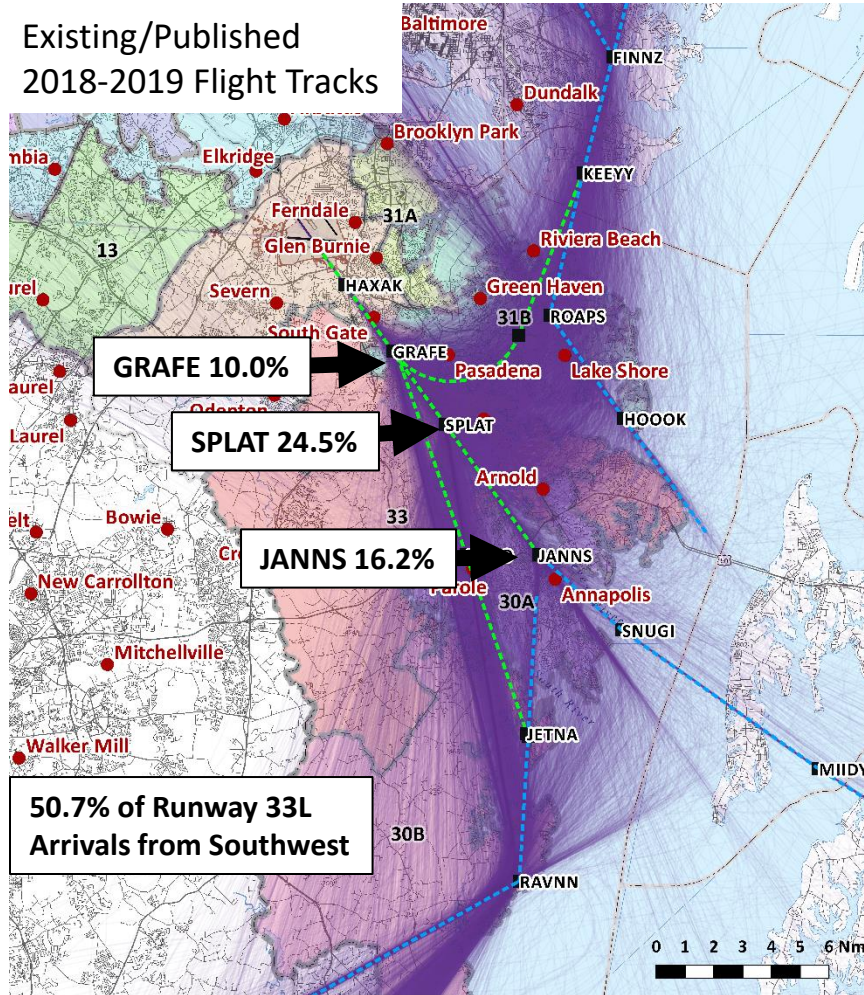 Existing/Published
2018-2019 Flight Tracks
Baltimore
FINNZ
Dundalk
Brooklyn Park
Elkridge
KEEYY
Ferndale
31A
13
Glen Burnie
Riviera Beach
HAXAK
Severn
Green Haven
31B
ROAPS
South Gate
GRAFE
GRAFE 10.0%
Pasadena
Lake Shore
Laurel
SPLAT 24.5%
SPLAT
HOOOK
Arnold
Bowie
33
JANNS 16.2%
JANNS
New Carrollton
Parole
30A
Annapolis
SNUGI
Mitchellville
JETNA
Walker Mill
MIIDY
50.7% of Runway 33L
Arrivals from Southwest
30B
RAVNN
0 1 2 3 4 5 6 Nm